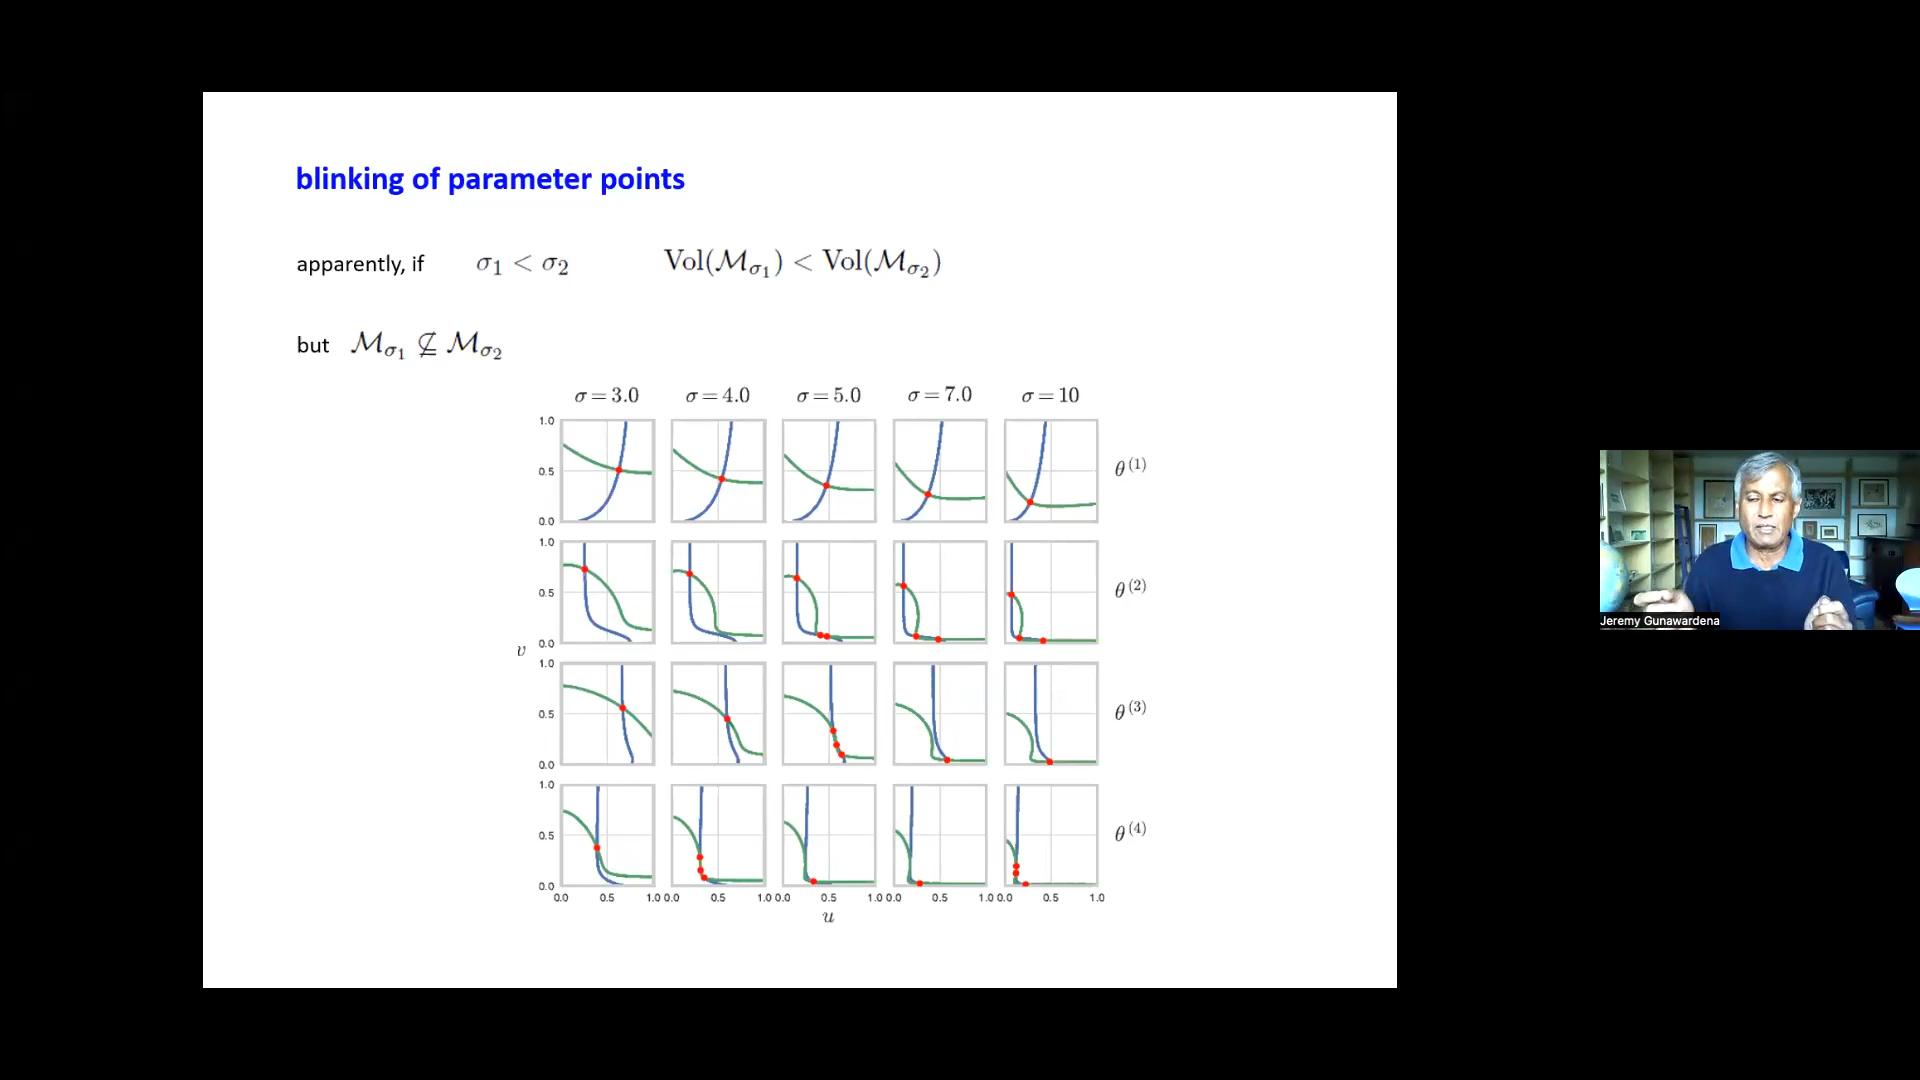 blinking of parameter points
apparently, if σ₁ < σ₂ Vol(ℳ_σ₁) < Vol(ℳ_σ₂)
but ℳ_σ₁ ⊈ ℳ_σ₂
σ = 3.0 σ = 4.0 σ = 5.0 σ = 7.0 σ = 10
1.0
0.5 θ⁽¹⁾
0.0
1.0
0.5 θ⁽²⁾
0.0
v
1.0
0.5 θ⁽³⁾
0.0
1.0
0.5 θ⁽⁴⁾
0.0
0.0 0.5 1.0 0.0 0.5 1.0 0.0 0.5 1.0 0.0 0.5 1.0 0.0 0.5 1.0
u
Jeremy Gunawardena